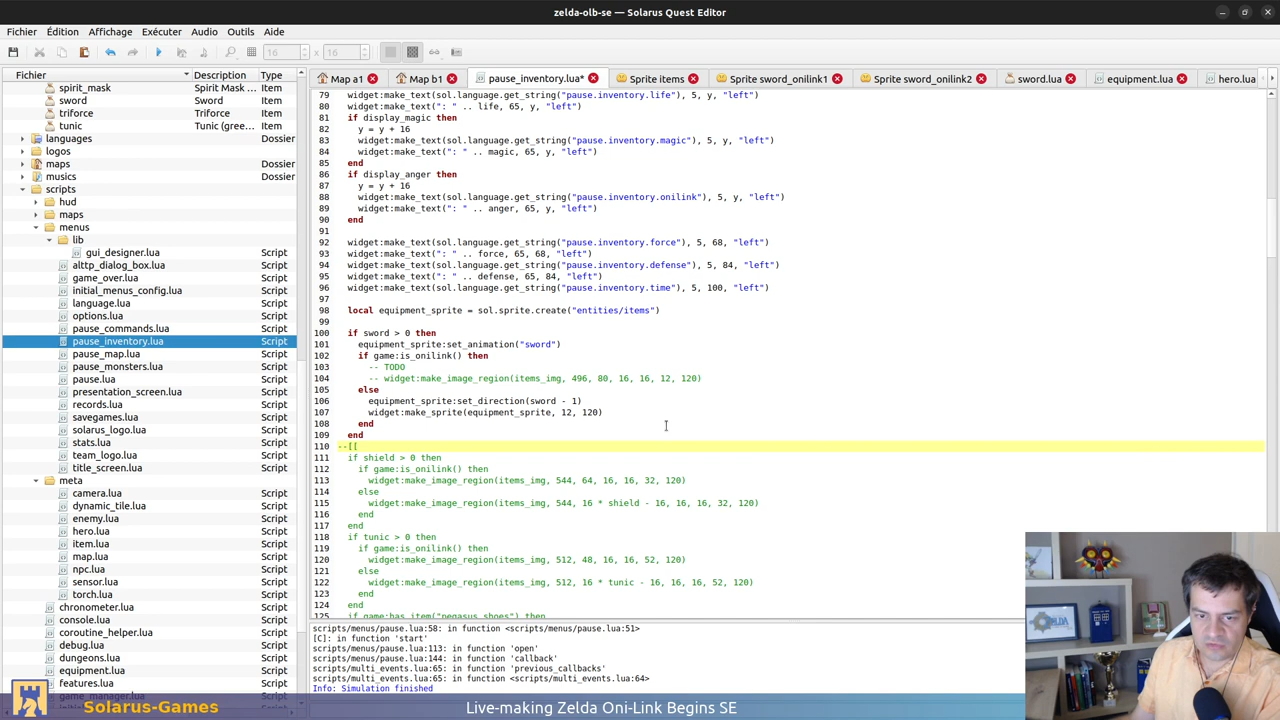 zelda-olb-se — Solarus Quest Editor
Fichier Édition Affichage Exécuter Audio Outils Aide
16 x 16
Fichier Description Type
Map a1 Map b1 pause_inventory.lua* Sprite items Sprite sword_onilink1 Sprite sword_onilink2 sword.lua equipment.lua hero.lua
spirit_mask Spirit Mask ... Item
sword Sword Item
triforce Triforce Item
tunic Tunic (gree... Item
languages Dossier
logos Dossier
maps Dossier
musics Dossier
scripts
hud
maps
menus
lib
gui_designer.lua Script
alttp_dialog_box.lua Script
game_over.lua Script
initial_menus_config.lua Script
language.lua Script
options.lua Script
pause_commands.lua Script
pause_inventory.lua Script
pause_map.lua Script
pause_monsters.lua Script
pause.lua Script
presentation_screen.lua Script
records.lua Script
savegames.lua Script
solarus_logo.lua Script
stats.lua Script
team_logo.lua Script
title_screen.lua Script
meta
camera.lua Script
dynamic_tile.lua Script
enemy.lua Script
hero.lua Script
item.lua Script
map.lua Script
npc.lua Script
sensor.lua Script
torch.lua Script
chronometer.lua Script
console.lua Script
coroutine_helper.lua Script
debug.lua Script
dungeons.lua Script
equipment.lua Script
features.lua Script
game_manager.lua Script
79 widget:make_text(sol.language.get_string("pause.inventory.life"), 5, y, "left")
80 widget:make_text(": " .. life, 65, y, "left")
81 if display_magic then
82 y = y + 16
83 widget:make_text(sol.language.get_string("pause.inventory.magic"), 5, y, "left")
84 widget:make_text(": " .. magic, 65, y, "left")
85 end
86 if display_anger then
87 y = y + 16
88 widget:make_text(sol.language.get_string("pause.inventory.onilink"), 5, y, "left")
89 widget:make_text(": " .. anger, 65, y, "left")
90 end
91
92 widget:make_text(sol.language.get_string("pause.inventory.force"), 5, 68, "left")
93 widget:make_text(": " .. force, 65, 68, "left")
94 widget:make_text(sol.language.get_string("pause.inventory.defense"), 5, 84, "left")
95 widget:make_text(": " .. defense, 65, 84, "left")
96 widget:make_text(sol.language.get_string("pause.inventory.time"), 5, 100, "left")
97
98 local equipment_sprite = sol.sprite.create("entities/items")
99
100 if sword > 0 then
101 equipment_sprite:set_animation("sword")
102 if game:is_onilink() then
103 -- TODO
104 -- widget:make_image_region(items_img, 496, 80, 16, 16, 12, 120)
105 else
106 equipment_sprite:set_direction(sword - 1)
107 widget:make_sprite(equipment_sprite, 12, 120)
108 end
109 end
110 --[[
111 if shield > 0 then
112 if game:is_onilink() then
113 widget:make_image_region(items_img, 544, 64, 16, 16, 32, 120)
114 else
115 widget:make_image_region(items_img, 544, 16 * shield - 16, 16, 16, 32, 120)
116 end
117 end
118 if tunic > 0 then
119 if game:is_onilink() then
120 widget:make_image_region(items_img, 512, 48, 16, 16, 52, 120)
121 else
122 widget:make_image_region(items_img, 512, 16 * tunic - 16, 16, 16, 52, 120)
123 end
124 end
125 if game:has_item("pegasus_shoes") then
scripts/menus/pause.lua:58: in function <scripts/menus/pause.lua:51>
[C]: in function 'start'
scripts/menus/pause.lua:113: in function 'open'
scripts/menus/pause.lua:144: in function 'callback'
scripts/multi_events.lua:65: in function 'previous_callbacks'
scripts/multi_events.lua:65: in function <scripts/multi_events.lua:64>
Info: Simulation finished
Solarus-Games
Live-making Zelda Oni-Link Begins SE